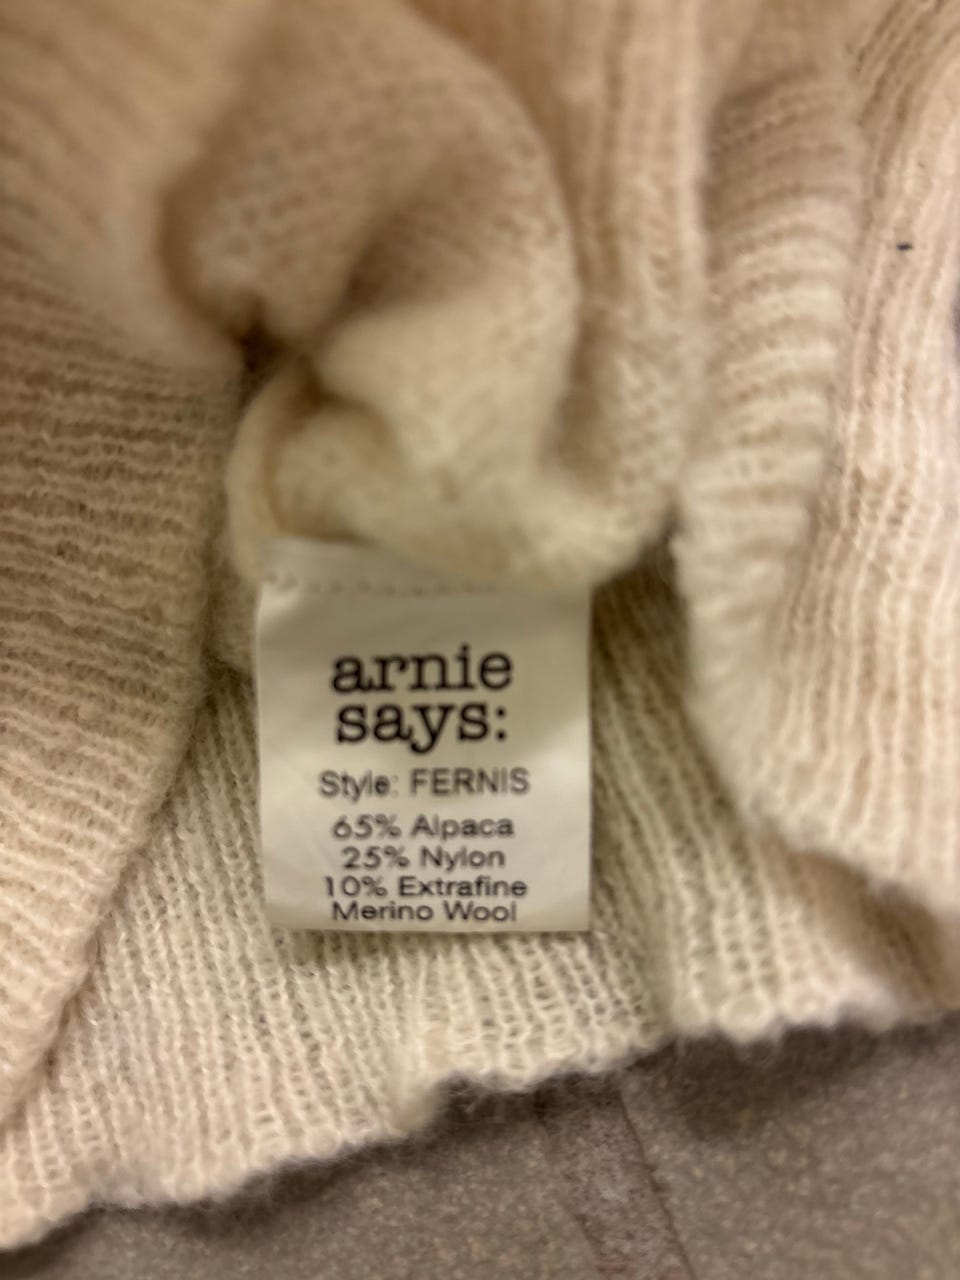 arnie
says:
Style: FERNIS
65% Alpaca
25% Nylon
10% Extrafine
Merino Wool